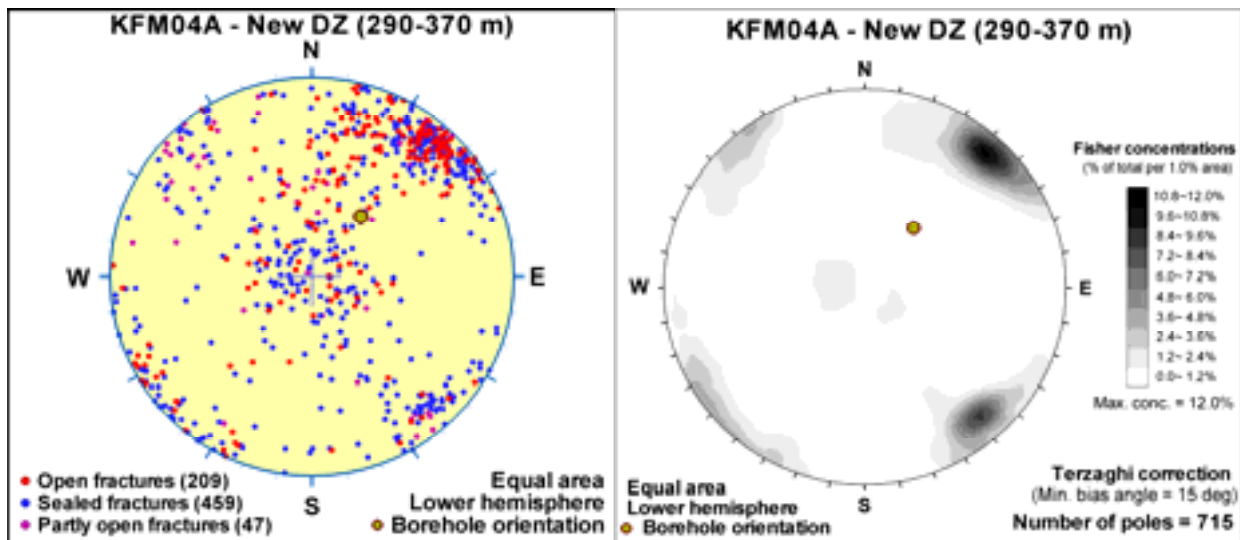 KFM04A - New DZ (290-370 m)
N
W
E
S
Open fractures (209)
Sealed fractures (459)
Partly open fractures (47)
Equal area
Lower hemisphere
Borehole orientation
KFM04A - New DZ (290-370 m)
N
W
E
S
Fisher concentrations
(% of total per 1.0% area)
10.8~12.0%
9.6~10.8%
8.4~9.6%
7.2~8.4%
6.0~7.2%
4.8~6.0%
3.6~4.8%
2.4~3.6%
1.2~2.4%
0.0~1.2%
Max. conc. = 12.0%
Equal area
Lower hemisphere
Borehole orientation
Terzaghi correction
(Min. bias angle = 15 deg)
Number of poles = 715